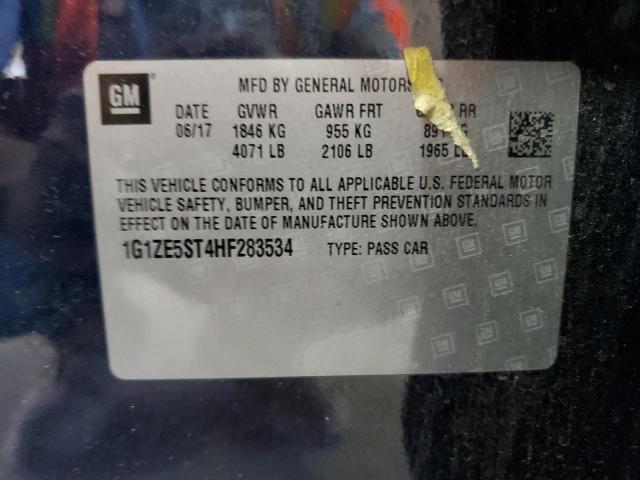 GM ®
MFD BY GENERAL MOTORS
DATE GVWR GAWR FRT RR
06/17 1846 KG 955 KG
4071 LB 2106 LB 1965 LB
THIS VEHICLE CONFORMS TO ALL APPLICABLE U.S. FEDERAL MOTOR
VEHICLE SAFETY, BUMPER, AND THEFT PREVENTION STANDARDS IN
EFFECT ON THE DATE OF MANUFACTURE SHOWN ABOVE.
1G1ZE5ST4HF283534 TYPE: PASS CAR